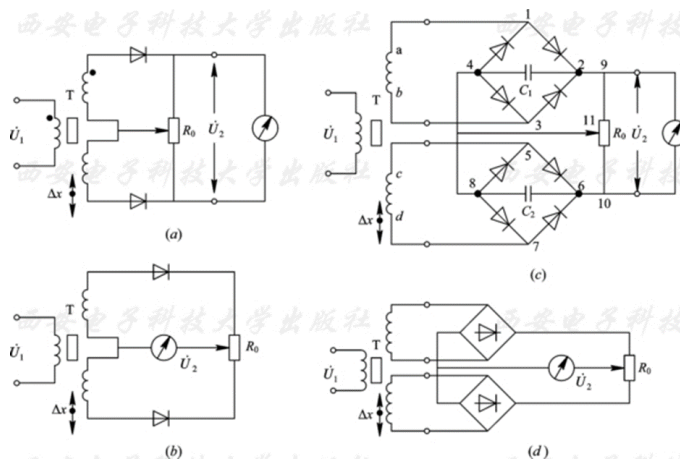 西安电子科技大学出版社
T
U̇₁
R₀
U̇₂
Δx
(a)
T
a
b
c
d
1
2
3
4
5
6
7
8
9
10
11
C₁
C₂
U̇₁
R₀
U̇₂
Δx
(c)
西安电子科技大学出版社
T
U̇₁
U̇₂
R₀
Δx
(b)
T
U̇₁
U̇₂
R₀
Δx
(d)